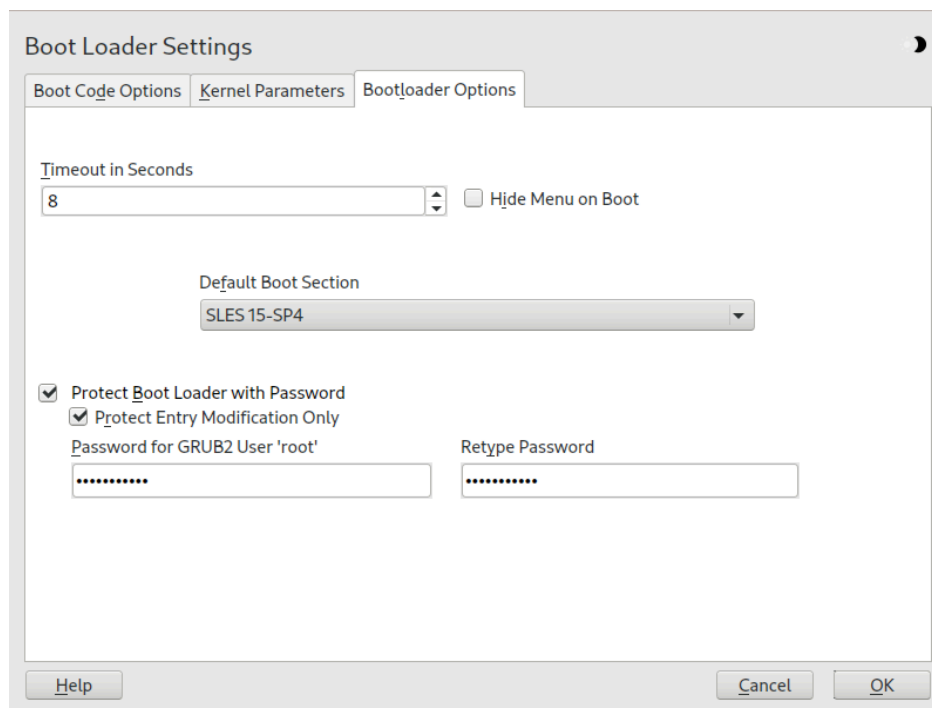 Boot Loader Settings
Boot Code Options Kernel Parameters Bootloader Options
Timeout in Seconds
8 Hide Menu on Boot
Default Boot Section
SLES 15-SP4
Protect Boot Loader with Password
Protect Entry Modification Only
Password for GRUB2 User 'root' Retype Password
••••••••••• •••••••••••
Help Cancel OK